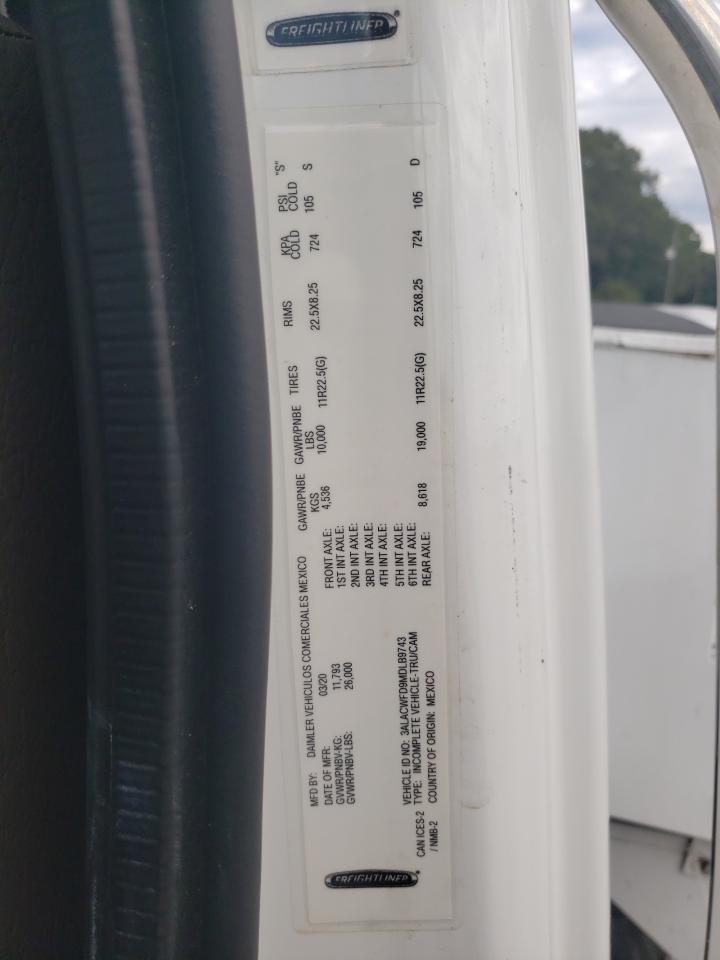 FREIGHTLINER
MFD BY: DAIMLER VEHICULOS COMERCIALES MEXICO
DATE OF MFR: 03/20
GVWR/PNBV-KG: 11,793
GVWR/PNBV-LBS: 26,000
GAWR/PNBE KGS GAWR/PNBE LBS TIRES RIMS KPA COLD PSI COLD "S"
FRONT AXLE: 4,536 10,000 11R22.5(G) 22.5X8.25 724 105 S
1ST INT AXLE:
2ND INT AXLE:
3RD INT AXLE:
4TH INT AXLE:
5TH INT AXLE:
6TH INT AXLE:
REAR AXLE: 8,618 19,000 11R22.5(G) 22.5X8.25 724 105 D
VEHICLE ID NO: 3ALACWFD9MDLB9743
CAN ICES-2 TYPE: INCOMPLETE VEHICLE-TRU/CAM
/ NMB-2 COUNTRY OF ORIGIN: MEXICO
FREIGHTLINER